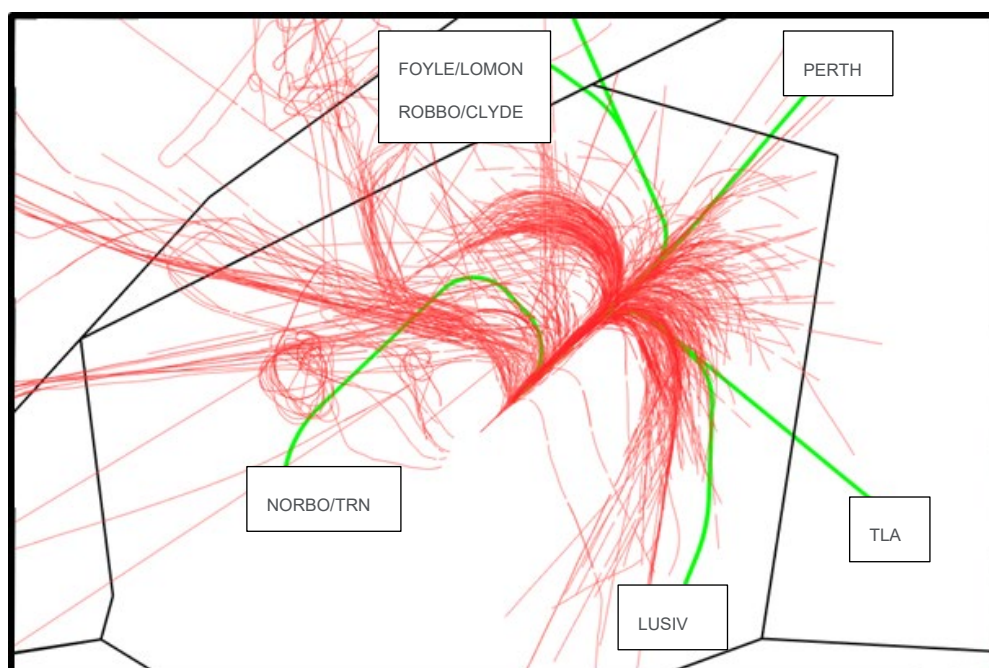 FOYLE/LOMON
ROBBO/CLYDE
PERTH
NORBO/TRN
TLA
LUSIV